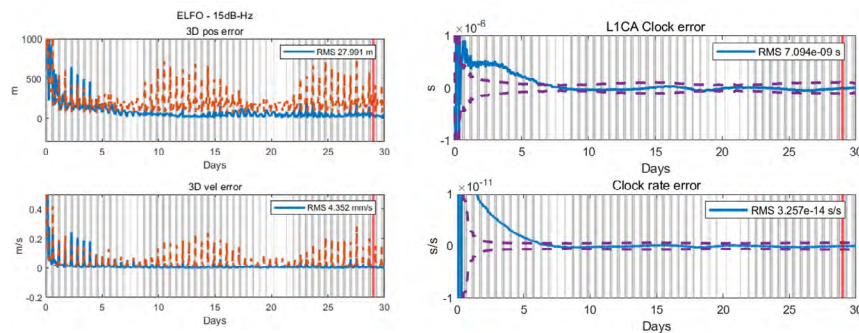 ELFO - 15dB-Hz
3D pos error
RMS 27.991 m
1000
500
0
m
0 5 10 15 20 25 30
Days
3D vel error
RMS 4.352 mm/s
0.4
0.2
0
-0.2
m/s
0 5 10 15 20 25 30
Days
L1CA Clock error
×10⁻⁶
RMS 7.094e-09 s
1
0
-1
s
0 5 10 15 20 25 30
Days
Clock rate error
×10⁻¹¹
RMS 3.257e-14 s/s
1
0
-1
s/s
0 5 10 15 20 25 30
Days